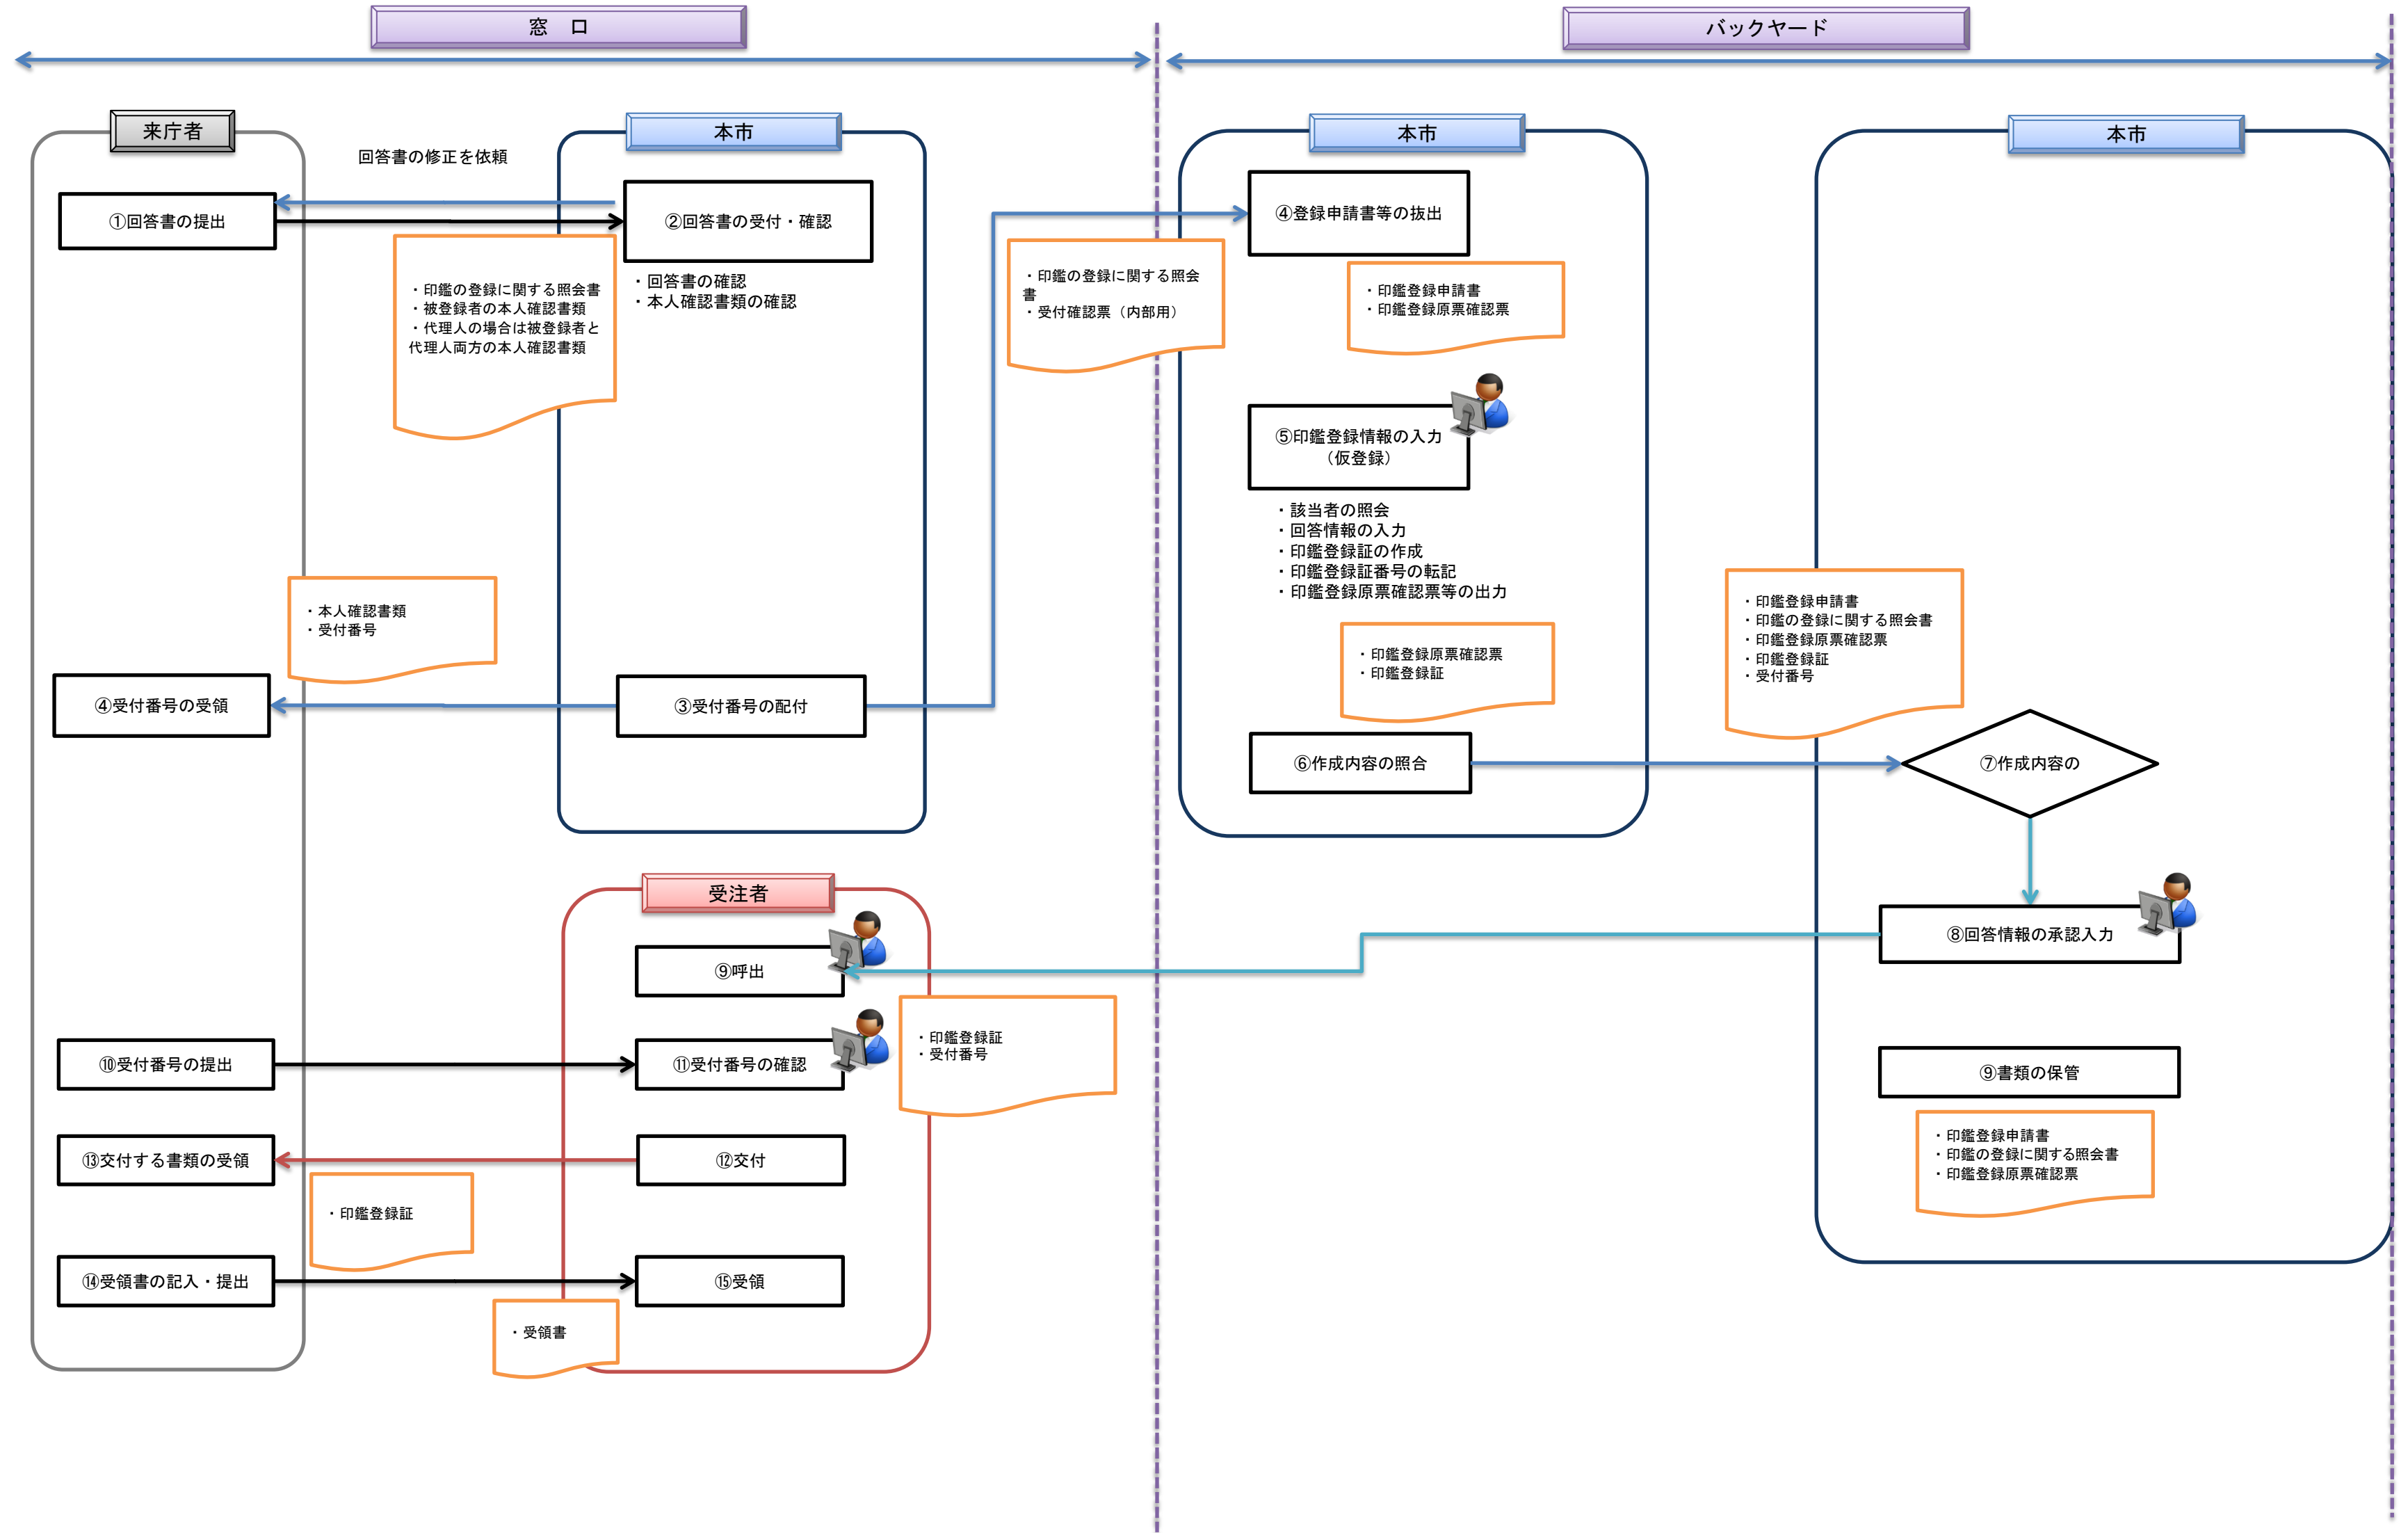 窓　口
バックヤード
来庁者
本市
本市
本市
回答書の修正を依頼
①回答書の提出
②回答書の受付・確認
・回答書の確認
・本人確認書類の確認
・印鑑の登録に関する照会書
・被登録者の本人確認書類
・代理人の場合は被登録者と
代理人両方の本人確認書類
・印鑑の登録に関する照会
書
・受付確認票（内部用）
④登録申請書等の抜出
・印鑑登録申請書
・印鑑登録原票確認票
⑤印鑑登録情報の入力
（仮登録）
・該当者の照会
・回答情報の入力
・印鑑登録証の作成
・印鑑登録証番号の転記
・印鑑登録原票確認票等の出力
・本人確認書類
・受付番号
④受付番号の受領
③受付番号の配付
・印鑑登録原票確認票
・印鑑登録証
⑥作成内容の照合
・印鑑登録申請書
・印鑑の登録に関する照会書
・印鑑登録原票確認票
・印鑑登録証
・受付番号
⑦作成内容の
受注者
⑧回答情報の承認入力
⑨呼出
・印鑑登録証
・受付番号
⑩受付番号の提出
⑪受付番号の確認
⑨書類の保管
・印鑑登録申請書
・印鑑の登録に関する照会書
・印鑑登録原票確認票
⑬交付する書類の受領
⑫交付
・印鑑登録証
⑭受領書の記入・提出
⑮受領
・受領書